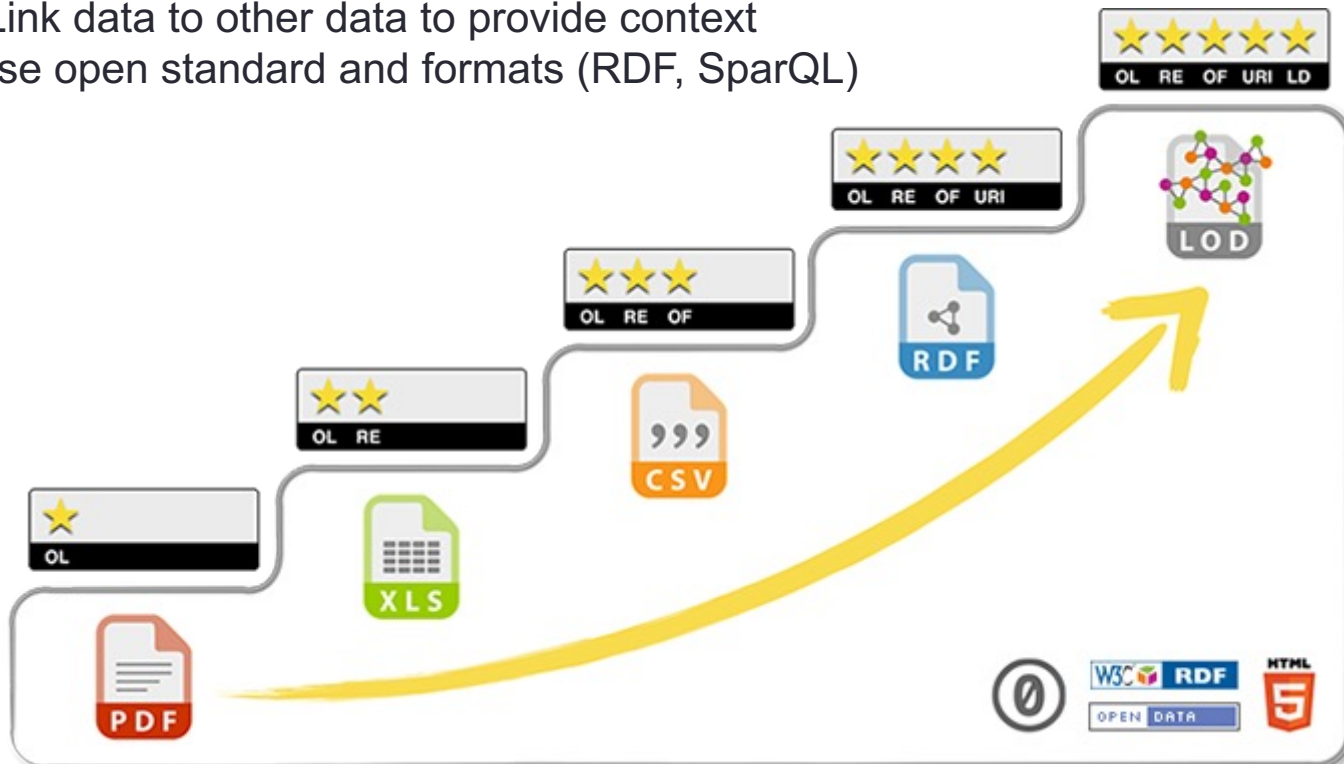 Link data to other data to provide context
se open standard and formats (RDF, SparQL)
OL RE OF URI LD
LOD
OL RE OF URI
RDF
OL RE OF
CSV
OL RE
XLS
OL
PDF
0
W3C RDF
OPEN DATA
HTML
5